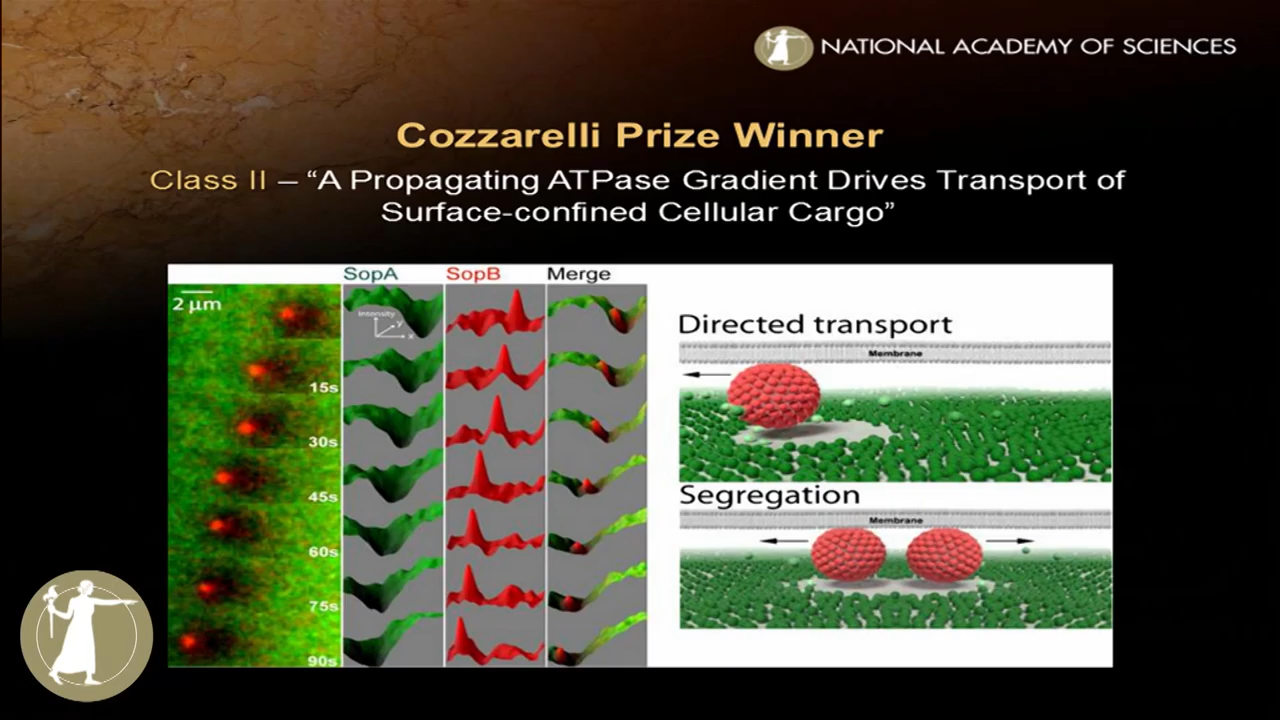 NATIONAL ACADEMY OF SCIENCES
Cozzarelli Prize Winner
Class II – “A Propagating ATPase Gradient Drives Transport of
Surface-confined Cellular Cargo”
SopA SopB Merge
2 µm
Intensity
y
x
15s
30s
45s
60s
75s
90s
Directed transport
Membrane
Segregation
Membrane